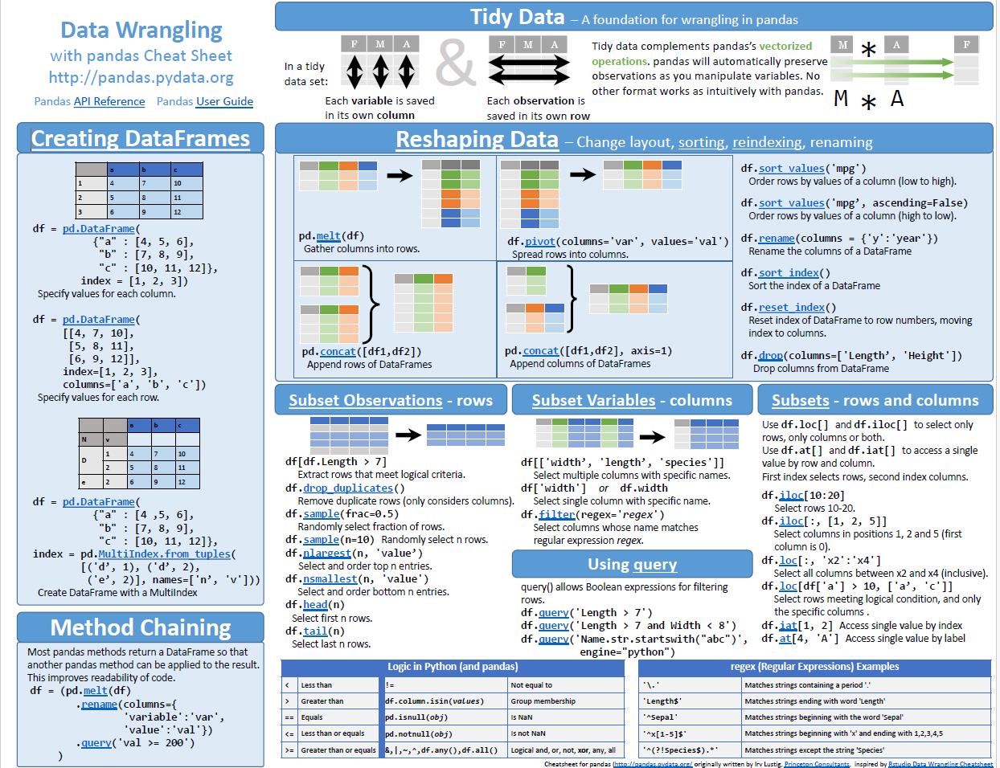 Data Wrangling
with pandas Cheat Sheet
http://pandas.pydata.org
Pandas API Reference Pandas User Guide
Creating DataFrames
a b c
1 4 7 10
2 5 8 11
3 6 9 12
df = pd.DataFrame(
{"a" : [4, 5, 6],
"b" : [7, 8, 9],
"c" : [10, 11, 12]},
index = [1, 2, 3])
Specify values for each column.
df = pd.DataFrame(
[[4, 7, 10],
[5, 8, 11],
[6, 9, 12]],
index=[1, 2, 3],
columns=['a', 'b', 'c'])
Specify values for each row.
a b c
N v
D 1 4 7 10
2 5 8 11
e 2 6 9 12
df = pd.DataFrame(
{"a" : [4 ,5, 6],
"b" : [7, 8, 9],
"c" : [10, 11, 12]},
index = pd.MultiIndex.from_tuples(
[('d’, 1), ('d’, 2),
('e’, 2)], names=['n’, 'v']))
Create DataFrame with a MultiIndex
Method Chaining
Most pandas methods return a DataFrame so that
another pandas method can be applied to the result.
This improves readability of code.
df = (pd.melt(df)
.rename(columns={
'variable':'var',
'value':'val'})
.query('val >= 200')
)
Tidy Data – A foundation for wrangling in pandas
In a tidy
data set:
F M A
Each variable is saved
in its own column
&
F M A
Each observation is
saved in its own row
Tidy data complements pandas’s vectorized
operations. pandas will automatically preserve
observations as you manipulate variables. No
other format works as intuitively with pandas.
M * A F
M * A
Reshaping Data – Change layout, sorting, reindexing, renaming
pd.melt(df)
Gather columns into rows.
df.pivot(columns='var', values='val')
Spread rows into columns.
pd.concat([df1,df2])
Append rows of DataFrames
pd.concat([df1,df2], axis=1)
Append columns of DataFrames
df.sort_values('mpg')
Order rows by values of a column (low to high).
df.sort_values('mpg’, ascending=False)
Order rows by values of a column (high to low).
df.rename(columns = {'y':'year'})
Rename the columns of a DataFrame
df.sort_index()
Sort the index of a DataFrame
df.reset_index()
Reset index of DataFrame to row numbers, moving
index to columns.
df.drop(columns=['Length’, 'Height'])
Drop columns from DataFrame
Subset Observations - rows
df[df.Length > 7]
Extract rows that meet logical criteria.
df.drop_duplicates()
Remove duplicate rows (only considers columns).
df.sample(frac=0.5)
Randomly select fraction of rows.
df.sample(n=10) Randomly select n rows.
df.nlargest(n, 'value’)
Select and order top n entries.
df.nsmallest(n, 'value')
Select and order bottom n entries.
df.head(n)
Select first n rows.
df.tail(n)
Select last n rows.
Subset Variables - columns
df[['width’, 'length’, 'species']]
Select multiple columns with specific names.
df['width'] or df.width
Select single column with specific name.
df.filter(regex='regex')
Select columns whose name matches
regular expression regex.
Using query
query() allows Boolean expressions for filtering
rows.
df.query('Length > 7')
df.query('Length > 7 and Width < 8')
df.query('Name.str.startswith("abc")',
engine="python")
Subsets - rows and columns
Use df.loc[] and df.iloc[] to select only
rows, only columns or both.
Use df.at[] and df.iat[] to access a single
value by row and column.
First index selects rows, second index columns.
df.iloc[10:20]
Select rows 10-20.
df.iloc[:, [1, 2, 5]]
Select columns in positions 1, 2 and 5 (first
column is 0).
df.loc[:, 'x2':'x4']
Select all columns between x2 and x4 (inclusive).
df.loc[df['a'] > 10, ['a’, 'c']]
Select rows meeting logical condition, and only
the specific columns .
df.iat[1, 2] Access single value by index
df.at[4, 'A'] Access single value by label
Logic in Python (and pandas)
< Less than != Not equal to
> Greater than df.column.isin(values) Group membership
== Equals pd.isnull(obj) Is NaN
<= Less than or equals pd.notnull(obj) Is not NaN
>= Greater than or equals &,|,~,^,df.any(),df.all() Logical and, or, not, xor, any, all
regex (Regular Expressions) Examples
'\.' Matches strings containing a period '.'
'Length$' Matches strings ending with word 'Length'
'^Sepal' Matches strings beginning with the word 'Sepal'
'^x[1-5]$' Matches strings beginning with 'x' and ending with 1,2,3,4,5
'^(?!Species$).*' Matches strings except the string 'Species'
Cheatsheet for pandas (http://pandas.pydata.org/ originally written by Irv Lustig, Princeton Consultants, inspired by Rstudio Data Wrangling Cheatsheet